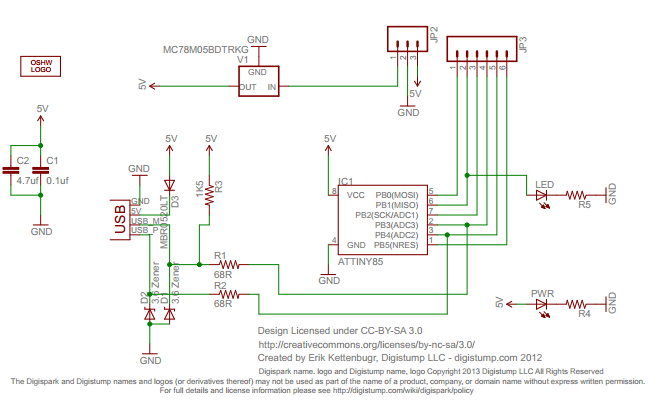 OSHW
LOGO
GND
MC78M05BDTRKG
V1
GND
5V
OUT
IN
JP2
1
2
3
5V
GND
JP3
1
2
3
4
5
6
5V
C2
C1
4.7uf
0.1uf
GND
GND
USB
GND
5V
USB_M
USB_P
5V
D3
MBR0520LT
5V
1K5
R3
D2
3.6 Zener
D1
3.6 Zener
GND
R1
68R
R2
68R
5V
IC1
8
VCC
PB0(MOSI)
5
PB1(MISO)
6
PB2(SCK/ADC1)
7
PB3(ADC3)
2
4
GND
PB4(ADC2)
3
PB5(NRES)
1
ATTINY85
GND
LED
R5
GND
5V
PWR
R4
GND
Design Licensed under CC-BY-SA 3.0
http://creativecommons.org/licenses/by-nc-sa/3.0/
Created by Erik Kettenbugr, Digistump LLC - digistump.com 2012
Digispark name. logo and Digistump name, logo Copyright 2013 Digistump LLC All Rights Reserved
The Digispark and Digistump names and logos (or derivatives thereof) may not be used as part of the name of a product, company, or domain name without express written permission.
For full details and license information please see http://digistump.com/wiki/digispark/policy